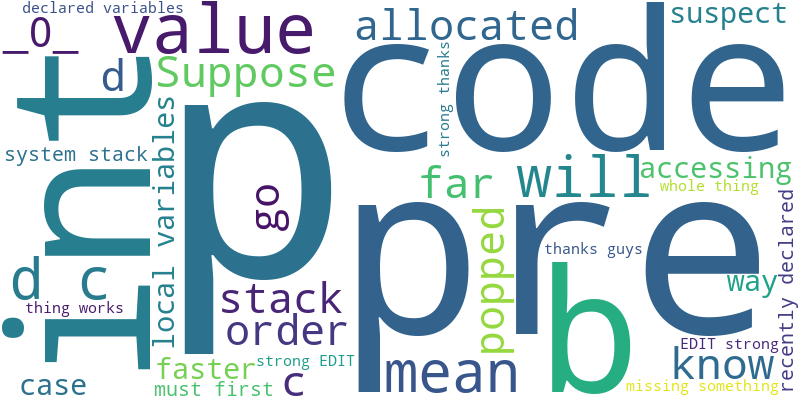 declared variables
_0_
value
allocated
suspect
int
d
Suppose
code
strong thanks
system stack
local variables
p
go
far
will
accessing
whole thing
d c
thing works
stack
order
popped
pre
thanks guys
b
way
recently declared
case
faster
must first
strong EDIT
c
mean
EDIT strong
know
missing something